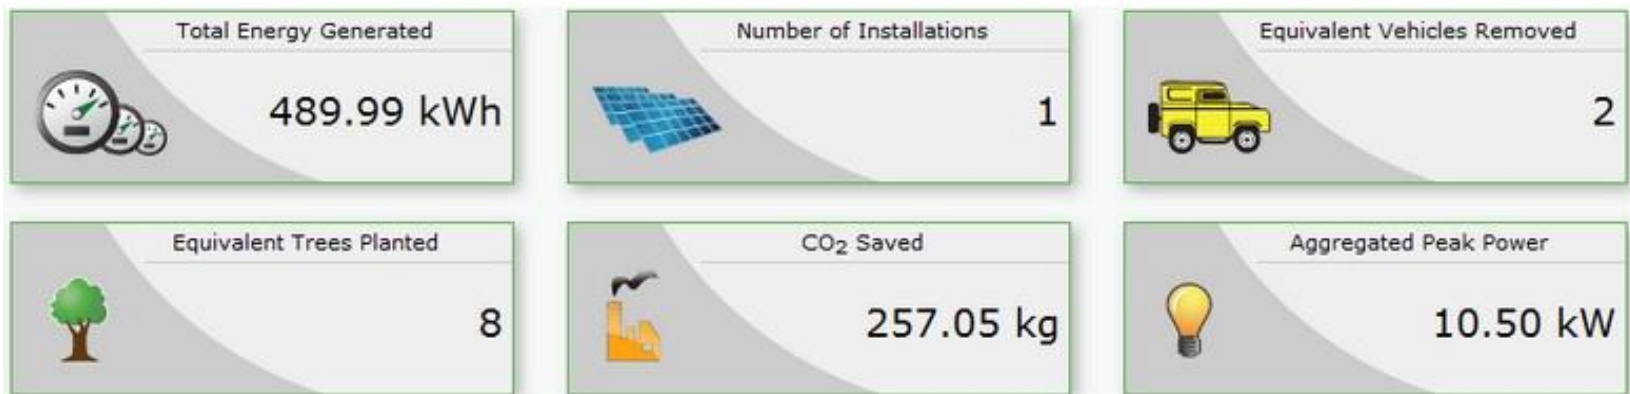 Total Energy Generated
489.99 kWh
Number of Installations
1
Equivalent Vehicles Removed
2
Equivalent Trees Planted
8
CO₂ Saved
257.05 kg
Aggregated Peak Power
10.50 kW